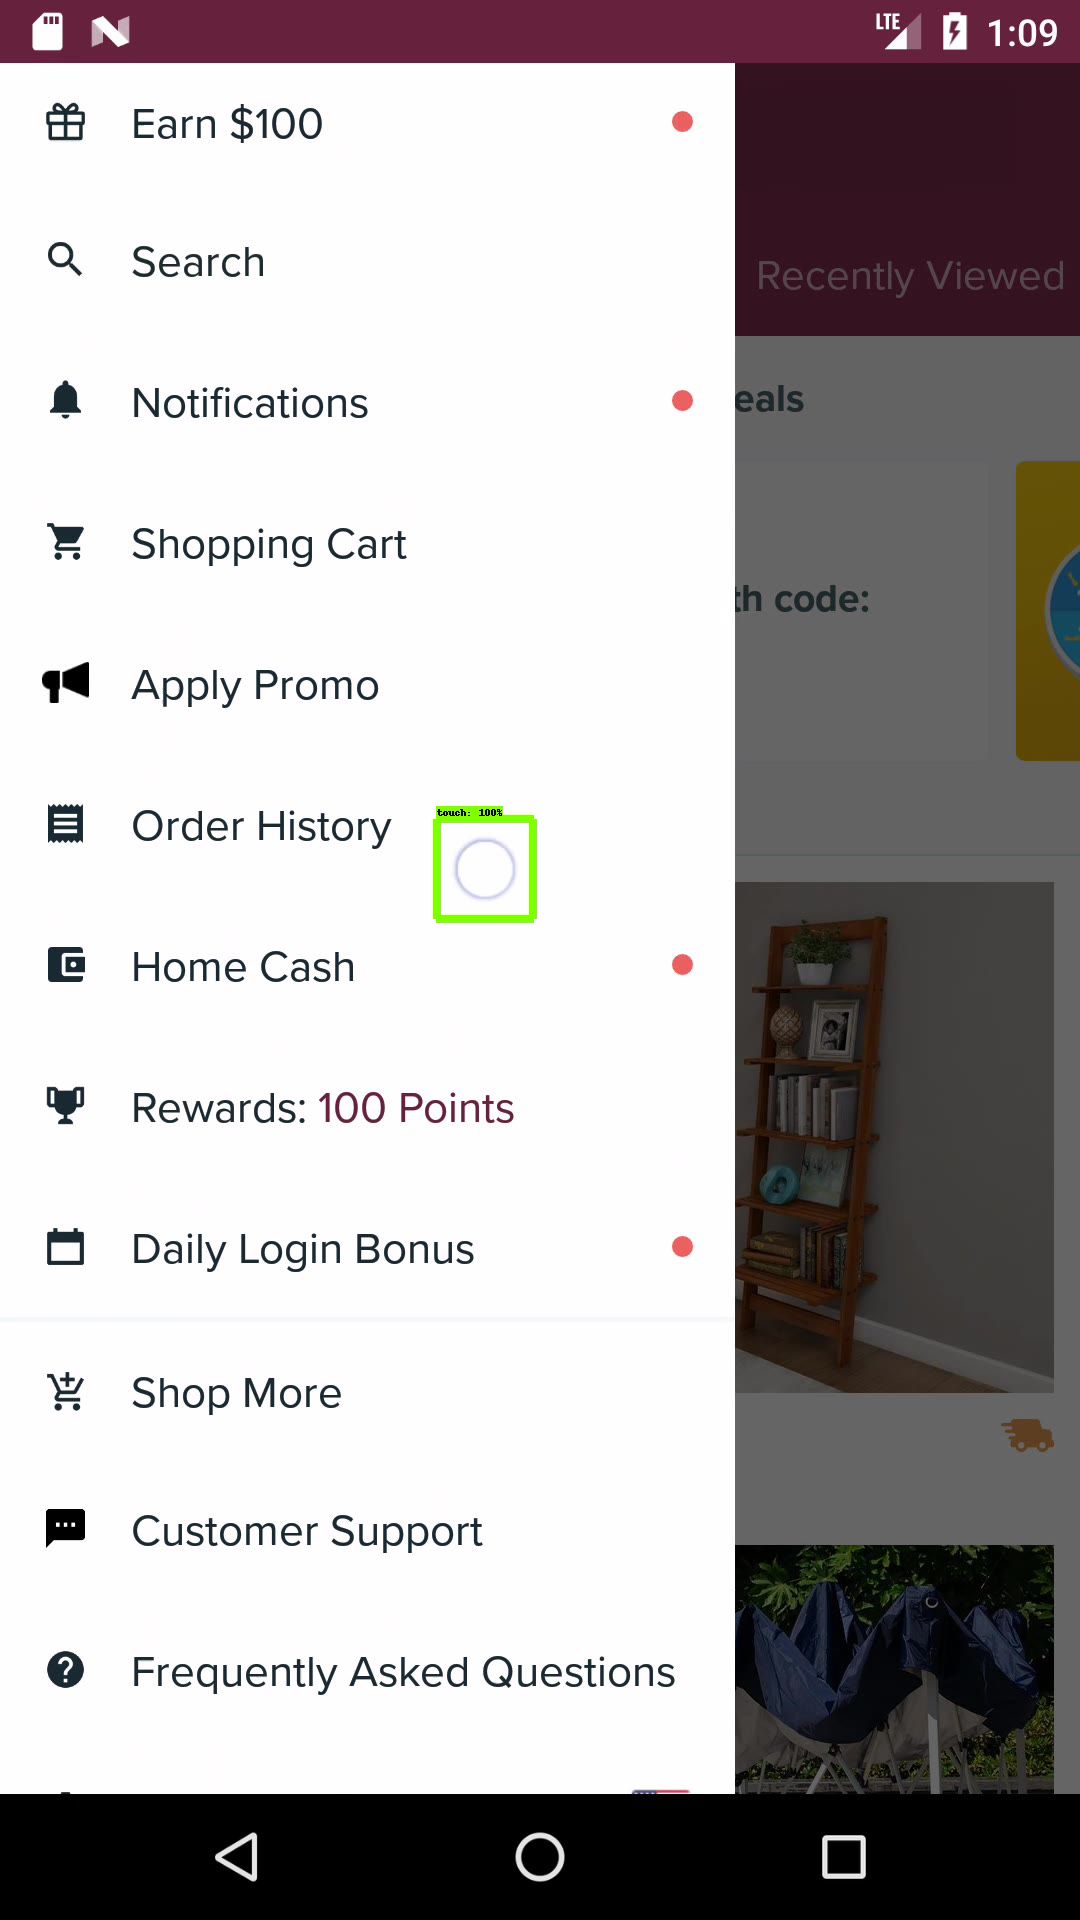 LTE 1:09
Earn $100
Search
Recently Viewed
Notifications
eals
Shopping Cart
th code:
Apply Promo
touch: 100%
Order History
Home Cash
Rewards: 100 Points
Daily Login Bonus
Shop More
Customer Support
Frequently Asked Questions